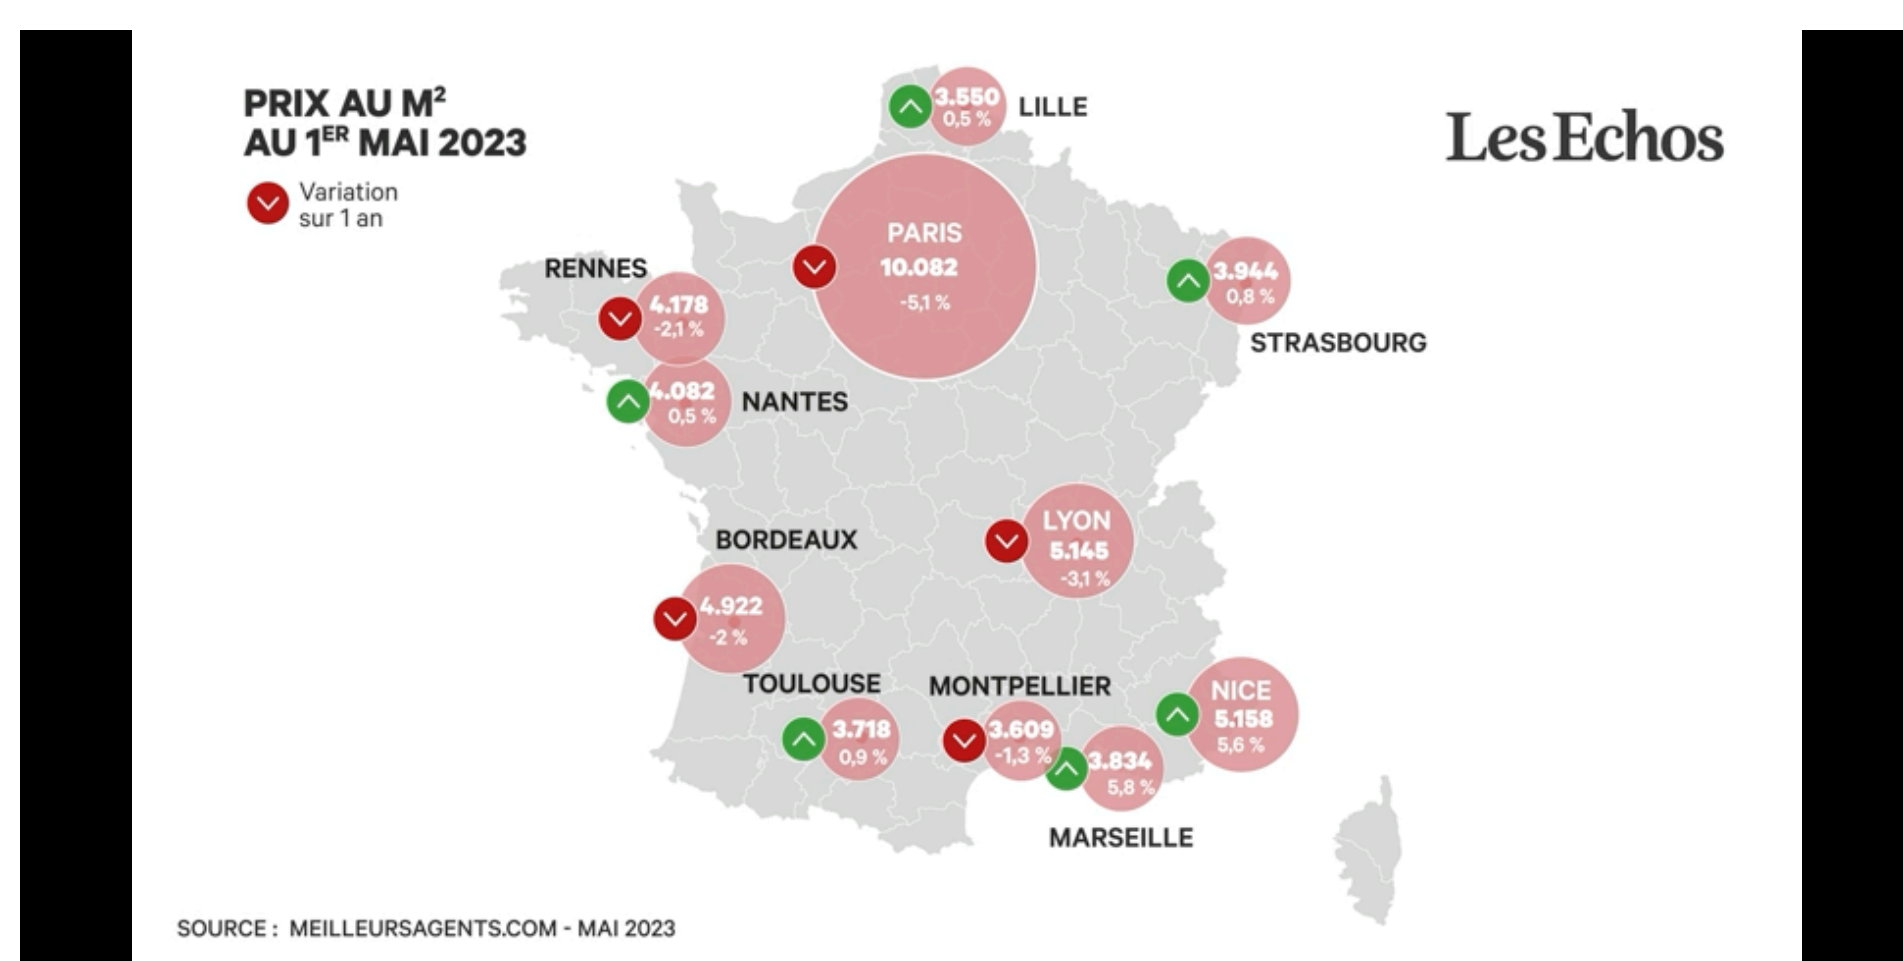 PRIX AU M²
AU 1ER MAI 2023
Variation
sur 1 an
Les Echos
3.550
0,5 %
LILLE
PARIS
10.082
-5,1 %
RENNES
4.178
-2,1 %
3.944
0,8 %
STRASBOURG
4.082
0,5 %
NANTES
LYON
5.145
-3,1 %
BORDEAUX
4.922
-2 %
TOULOUSE
3.718
0,9 %
MONTPELLIER
3.609
-1,3 %
NICE
5.158
5,6 %
3.834
5,8 %
MARSEILLE
SOURCE : MEILLEURSAGENTS.COM - MAI 2023